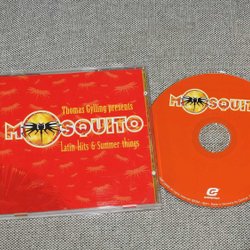 Thomas Gylling presents
MOSQUITO
Latin Hits & Summer things
MOSQUITO